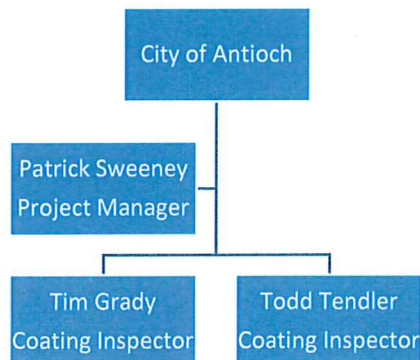 City of Antioch
Patrick Sweeney
Project Manager
Tim Grady
Coating Inspector
Todd Tendler
Coating Inspector